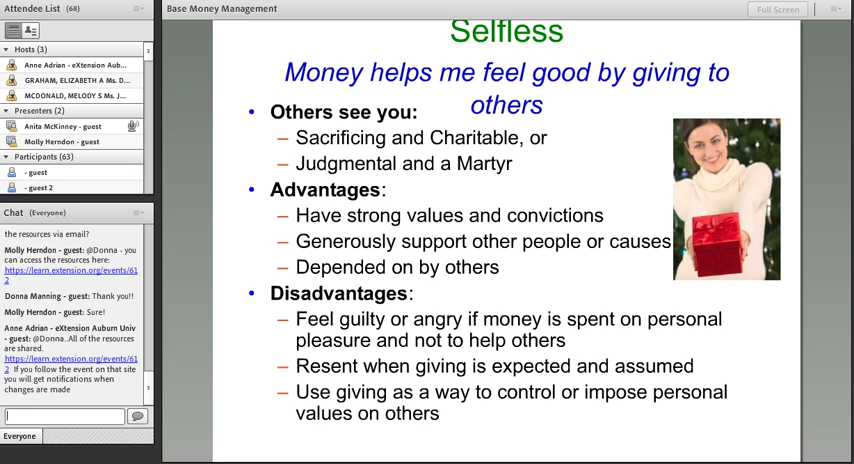 Attendee List (68)
Hosts (3)
Anne Adrian - eXtension Aub...
GRAHAM, ELIZABETH A Ms. D...
MCDONALD, MELODY S Ms. J...
Presenters (2)
Anita McKinney - guest
Molly Herndon - guest
Participants (63)
- guest
- guest 2
Chat (Everyone)
the resources via email?
Molly Herndon - guest: @Donna - you
can access the resources here:
https://learn.extension.org/events/61
2
Donna Manning - guest: Thank you!!
Molly Herndon - guest: Sure!
Anne Adrian - eXtension Auburn Univ
- guest: @Donna..All of the resources
are shared.
https://learn.extension.org/events/61
2 If you follow the event on that site
you will get notifications when
changes are made
Everyone
Base Money Management
Full Screen
Selfless
Money helps me feel good by giving to
others
• Others see you:
– Sacrificing and Charitable, or
– Judgmental and a Martyr
• Advantages:
– Have strong values and convictions
– Generously support other people or causes
– Depended on by others
• Disadvantages:
– Feel guilty or angry if money is spent on personal
pleasure and not to help others
– Resent when giving is expected and assumed
– Use giving as a way to control or impose personal
values on others